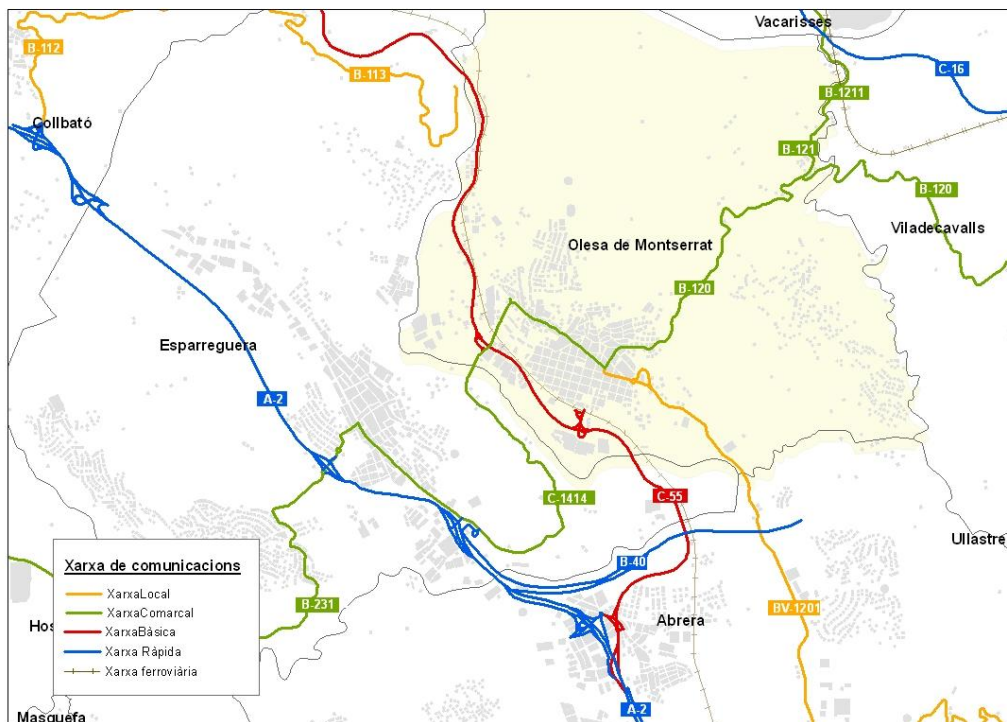 Vacarisses
B-112
B-113
C-16
B-1211
Collbató
B-121
B-120
Viladecavalls
Olesa de Montserrat
B-120
Esparreguera
A-2
C-1414
C-55
Ullastre
B-40
Xarxa de comunicacions
XarxaLocal
XarxaComarcal
XarxaBàsica
Xarxa Ràpida
Xarxa ferroviària
B-231
BV-1201
Hos
Abrera
A-2
Masquefa